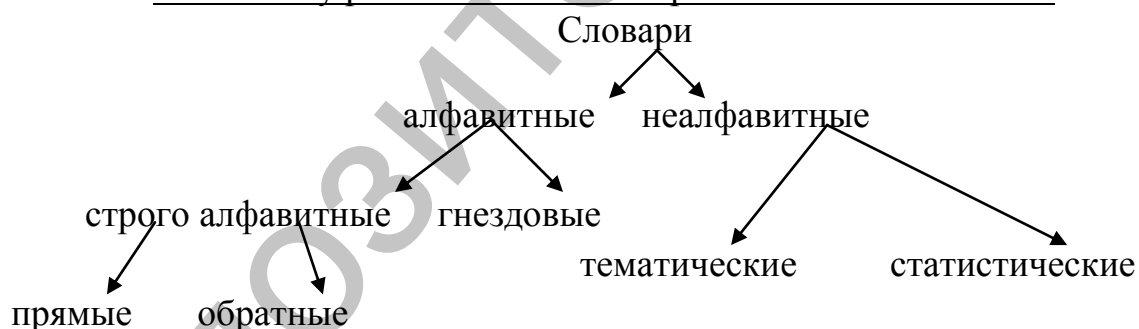 Словари
алфавитные неалфавитные
строго алфавитные гнездовые
тематические статистические
прямые обратные